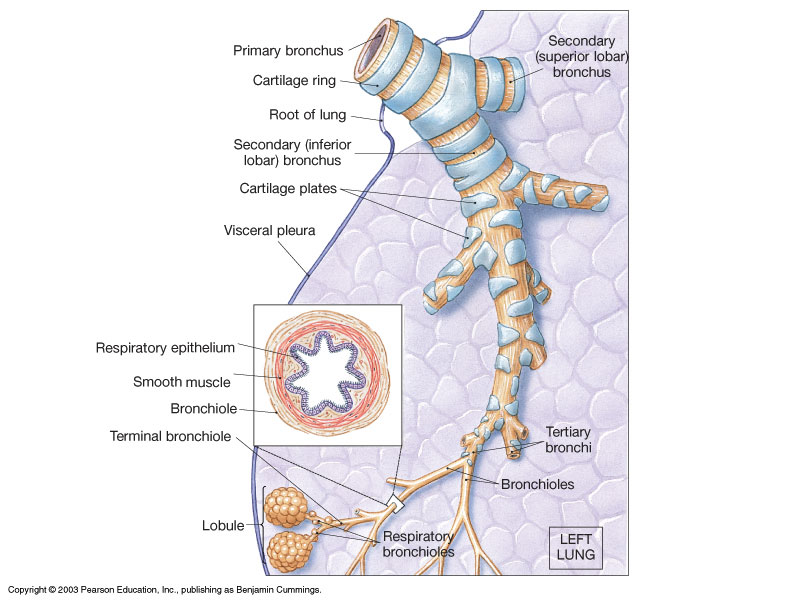 Primary bronchus
Cartilage ring
Root of lung
Secondary (inferior
lobar) bronchus
Cartilage plates
Visceral pleura
Respiratory epithelium
Smooth muscle
Bronchiole
Terminal bronchiole
Lobule
Secondary
(superior lobar)
bronchus
Tertiary
bronchi
Bronchioles
Respiratory
bronchioles
LEFT
LUNG
Copyright © 2003 Pearson Education, Inc., publishing as Benjamin Cummings.